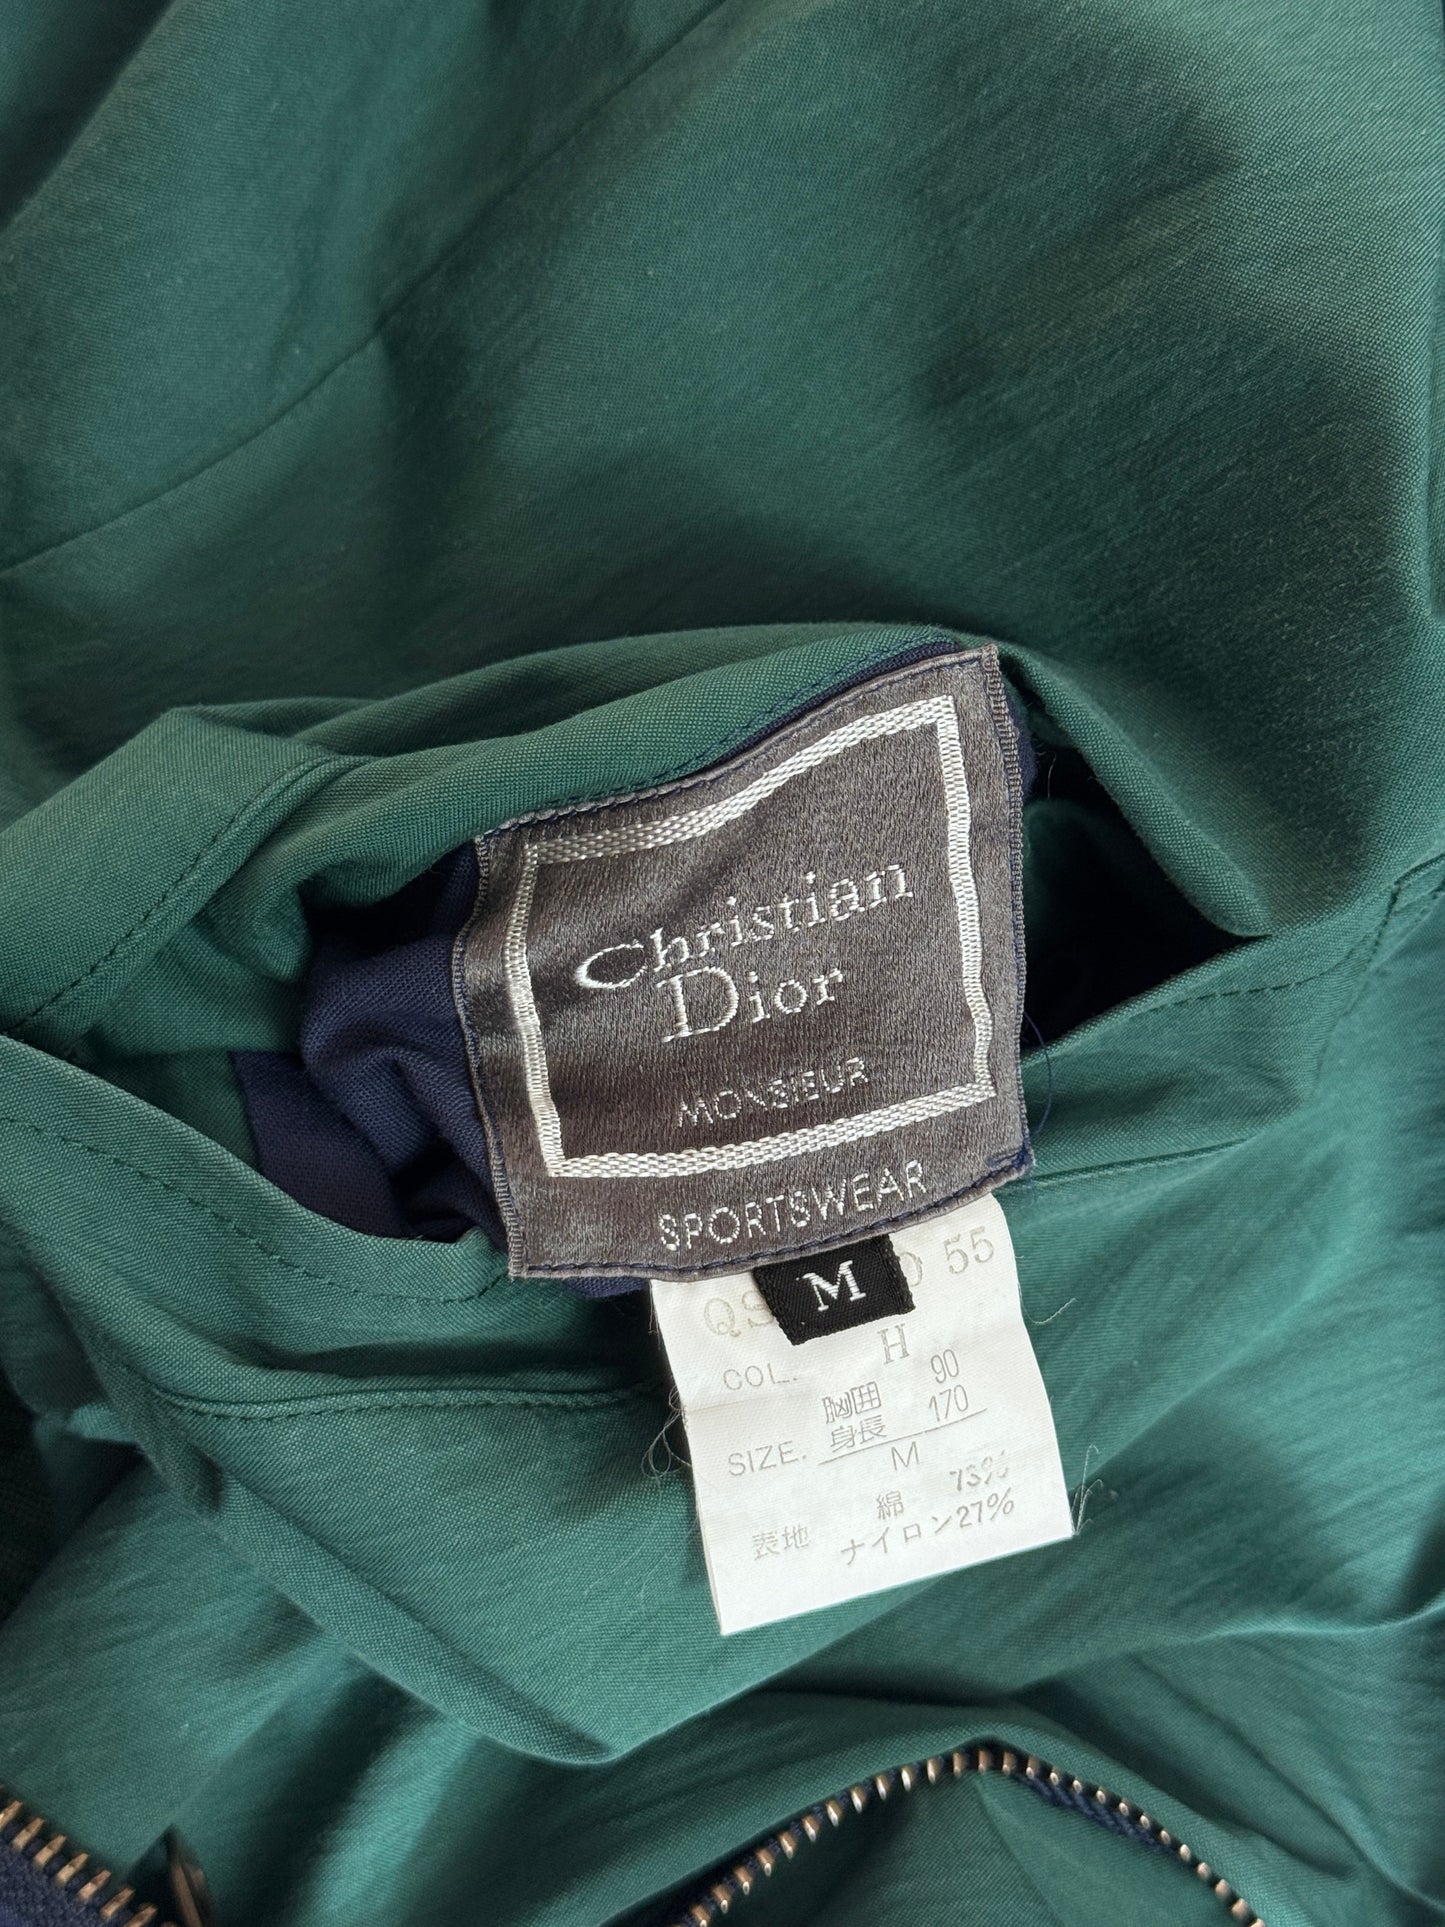 Christian
Dior
MONSIEUR
SPORTSWEAR
M
55
COL. H
胸囲 90
身長 170
SIZE. M
綿 73%
表地 ナイロン27%